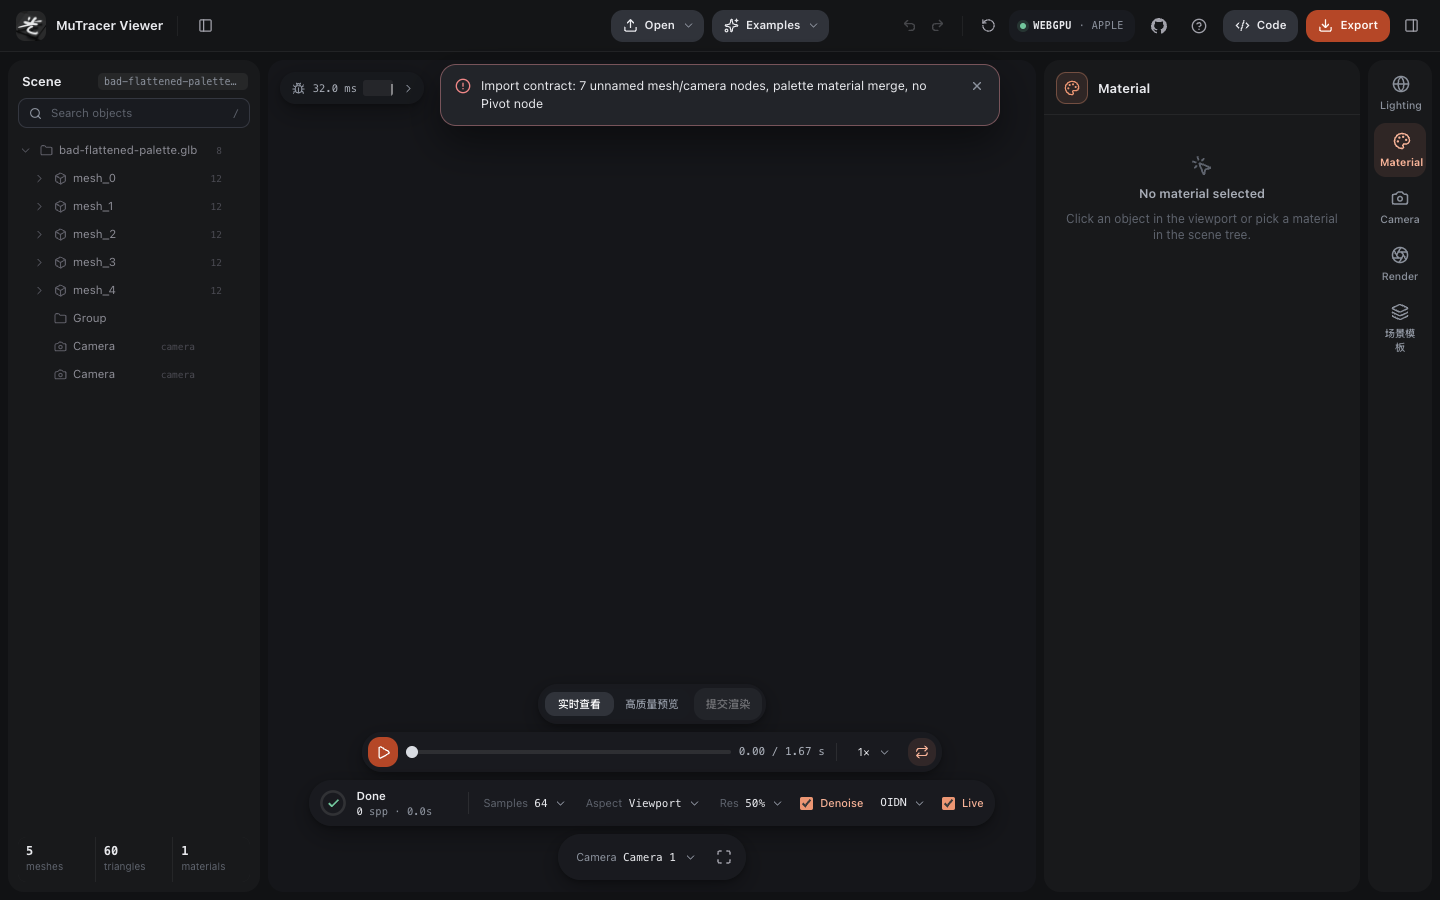 MuTracer Viewer
Open
Examples
WEBGPU · APPLE
Code
Export
Scene
bad-flattened-palette…
Search objects
/
bad-flattened-palette.glb 8
mesh_0 12
mesh_1 12
mesh_2 12
mesh_3 12
mesh_4 12
Group
Camera camera
Camera camera
5 meshes
60 triangles
1 materials
32.0 ms
Import contract: 7 unnamed mesh/camera nodes, palette material merge, no
Pivot node
实时查看 高质量预览 提交渲染
0.00 / 1.67 s 1×
Done
0 spp · 0.0s
Samples 64 Aspect Viewport Res 50% Denoise OIDN Live
Camera Camera 1
Material
No material selected
Click an object in the viewport or pick a material
in the scene tree.
Lighting
Material
Camera
Render
场景模
板